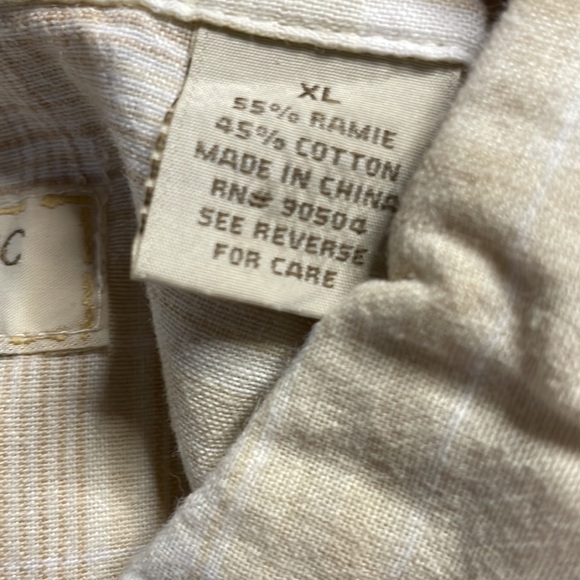 XL
55% RAMIE
45% COTTON
MADE IN CHINA
RN# 90504
SEE REVERSE
FOR CARE
C